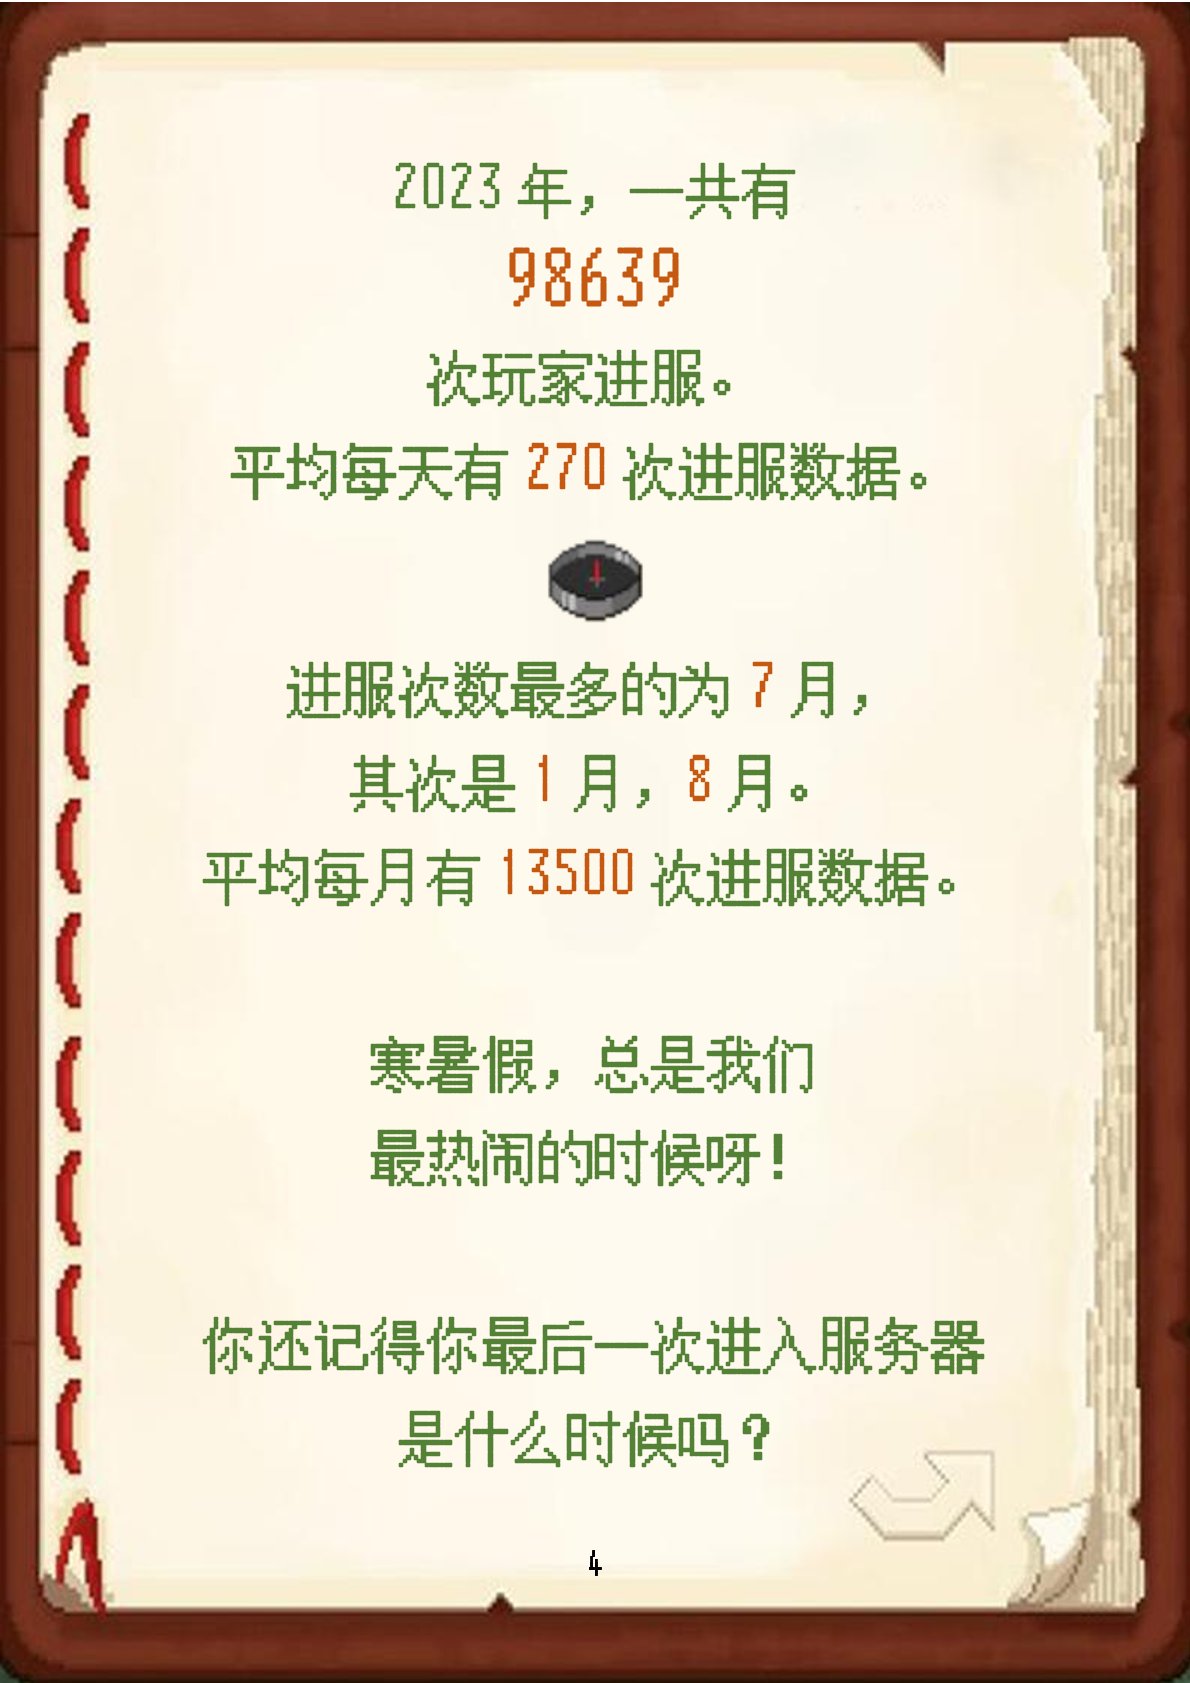 2023 年，一共有
98639
次玩家进服。
平均每天有 270 次进服数据。
进服次数最多的为 7 月，
其次是 1 月，8 月。
平均每月有 13500 次进服数据。
寒暑假，总是我们
最热闹的时候呀！
你还记得你最后一次进入服务器
是什么时候吗？
4